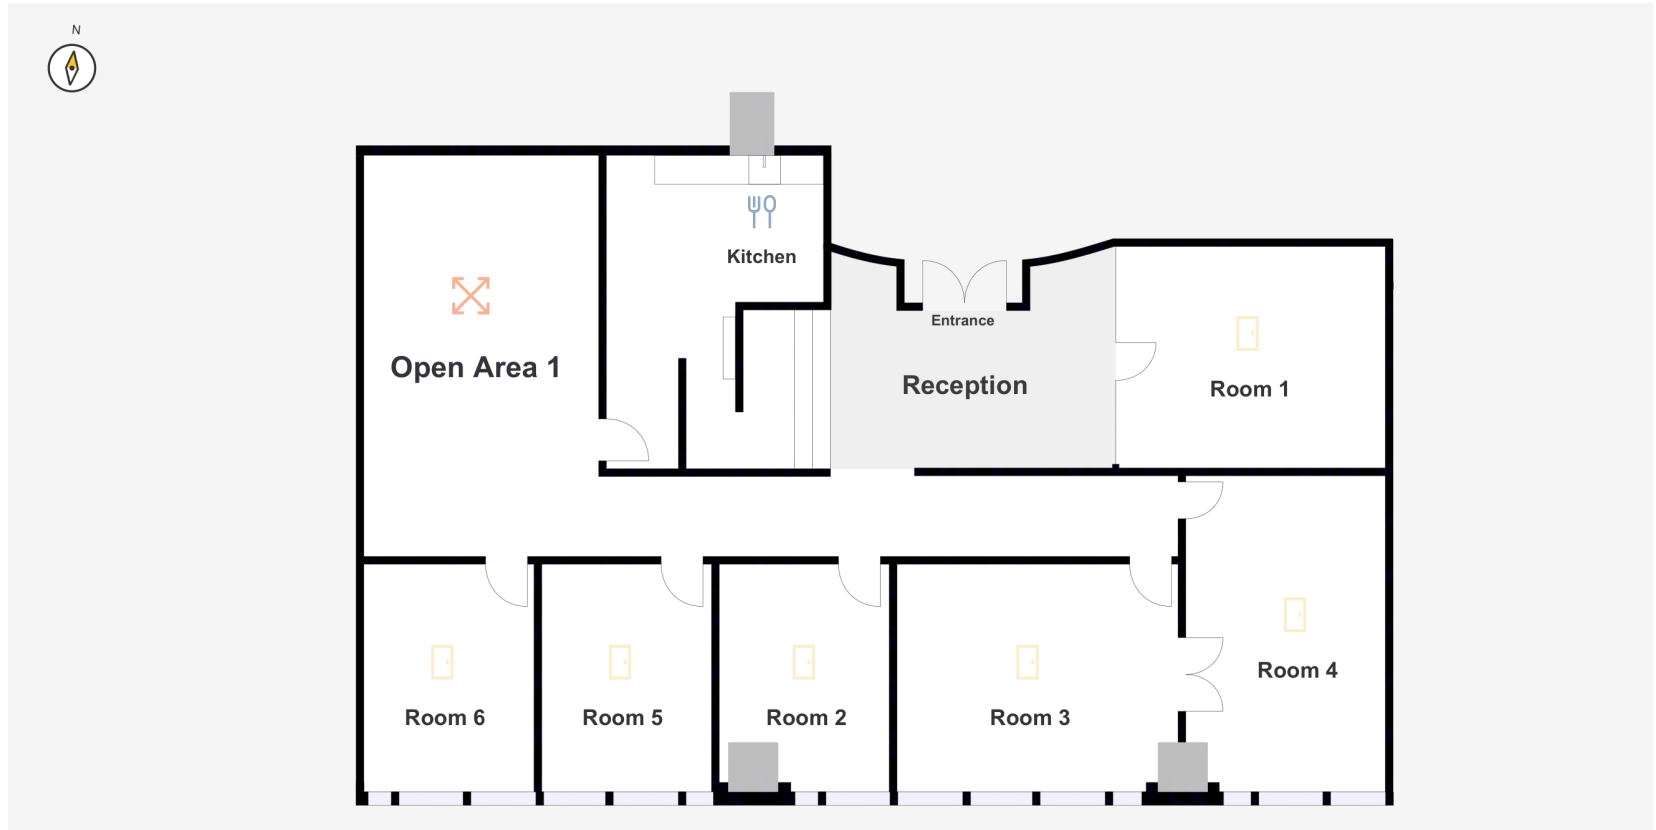 N
Kitchen
Entrance
Open Area 1
Reception
Room 1
Room 4
Room 6
Room 5
Room 2
Room 3